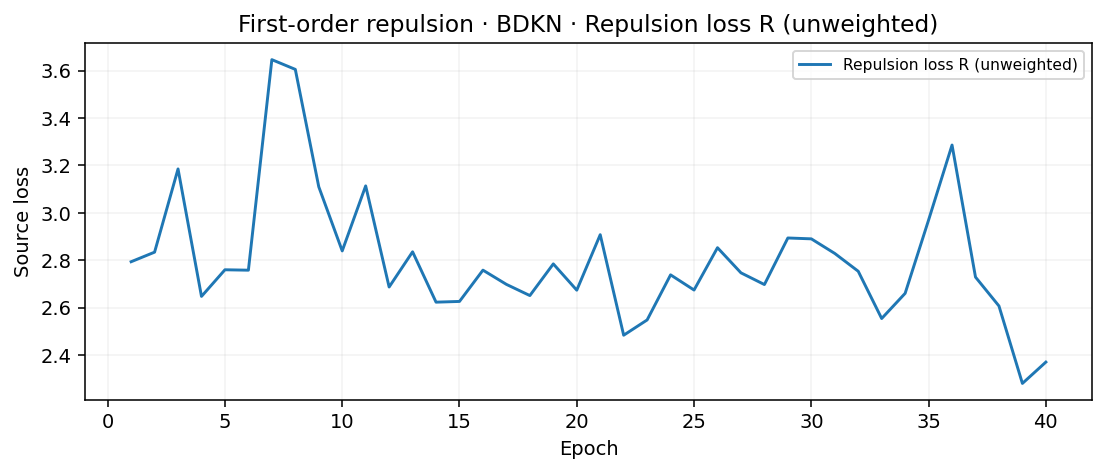 First-order repulsion · BDKN · Repulsion loss R (unweighted)
Repulsion loss R (unweighted)
Source loss
3.6
3.4
3.2
3.0
2.8
2.6
2.4
0 5 10 15 20 25 30 35 40
Epoch